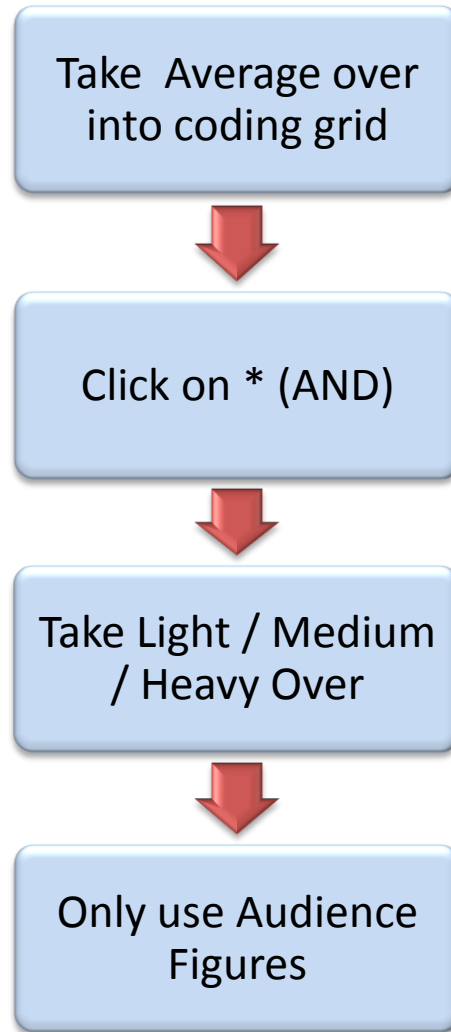 Take Average over
into coding grid
Click on * (AND)
Take Light / Medium
/ Heavy Over
Only use Audience
Figures